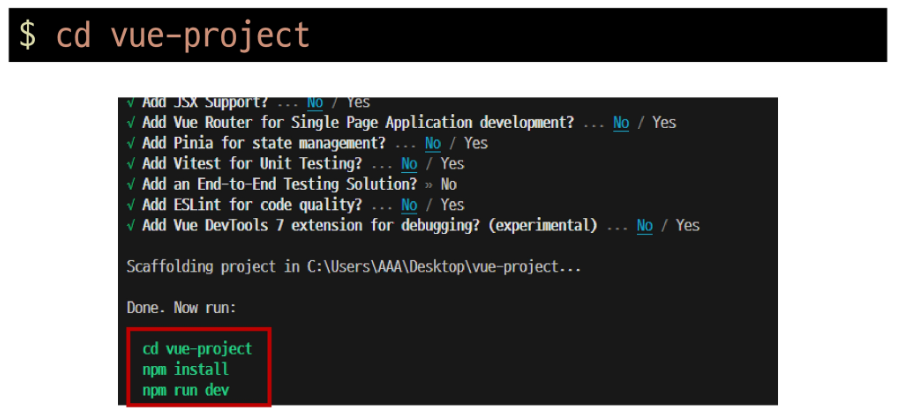 $ cd vue-project
√ Add JSX Support? ... No / Yes
√ Add Vue Router for Single Page Application development? ... No / Yes
√ Add Pinia for state management? ... No / Yes
√ Add Vitest for Unit Testing? ... No / Yes
√ Add an End-to-End Testing Solution? » No
√ Add ESLint for code quality? ... No / Yes
√ Add Vue DevTools 7 extension for debugging? (experimental) ... No / Yes
Scaffolding project in C:\Users\AAA\Desktop\vue-project...
Done. Now run:
cd vue-project
npm install
npm run dev